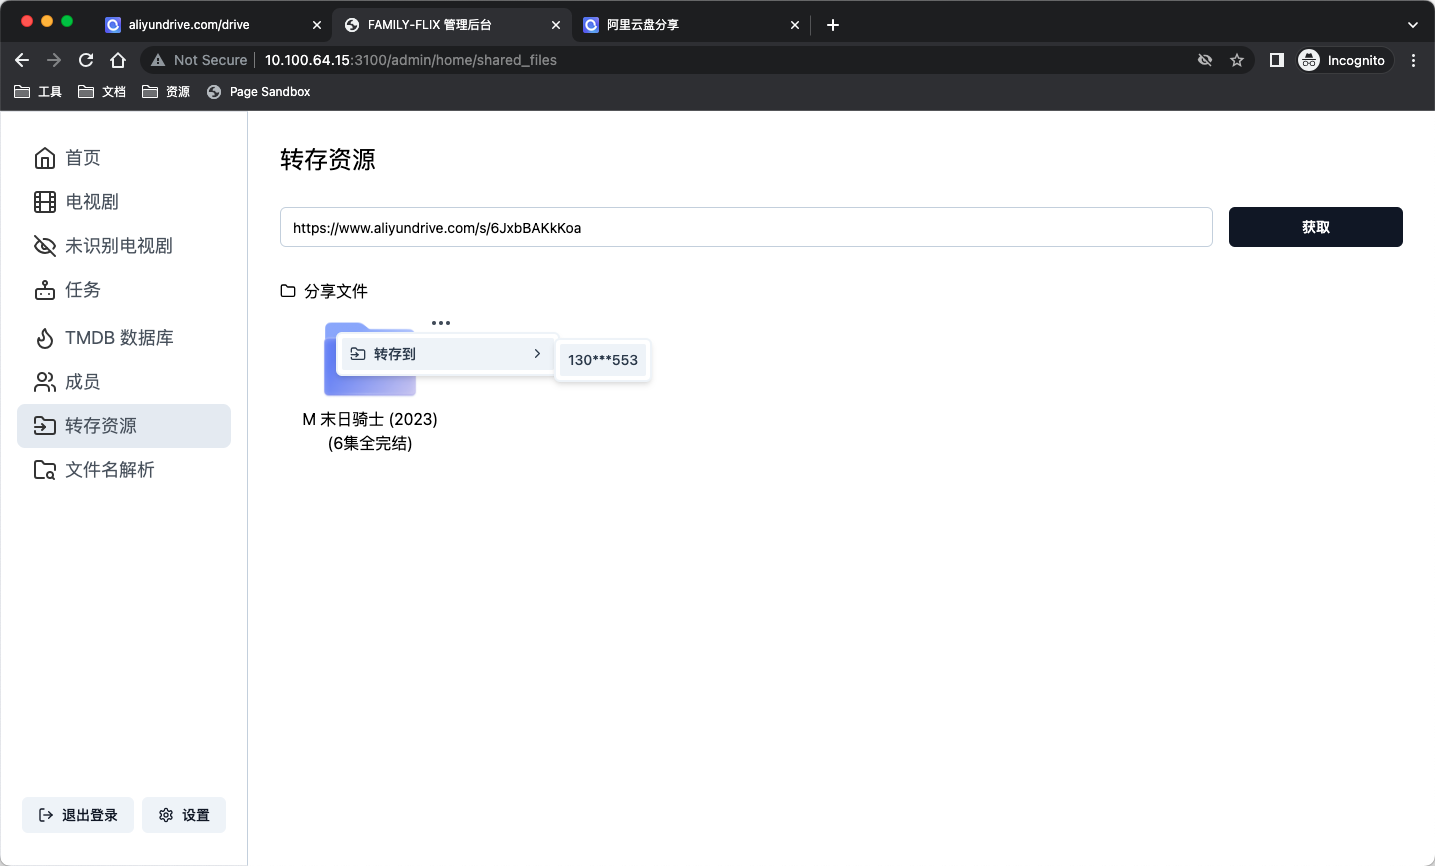 aliyundrive.com/drive
FAMILY-FLIX 管理后台
阿里云盘分享
Not Secure
10.100.64.15:3100/admin/home/shared_files
Incognito
工具
文档
资源
Page Sandbox
首页
电视剧
未识别电视剧
任务
TMDB 数据库
成员
转存资源
文件名解析
退出登录
设置
转存资源
https://www.aliyundrive.com/s/6JxbBAKkKoa
获取
分享文件
转存到
130***553
M 末日骑士 (2023)
(6集全完结)